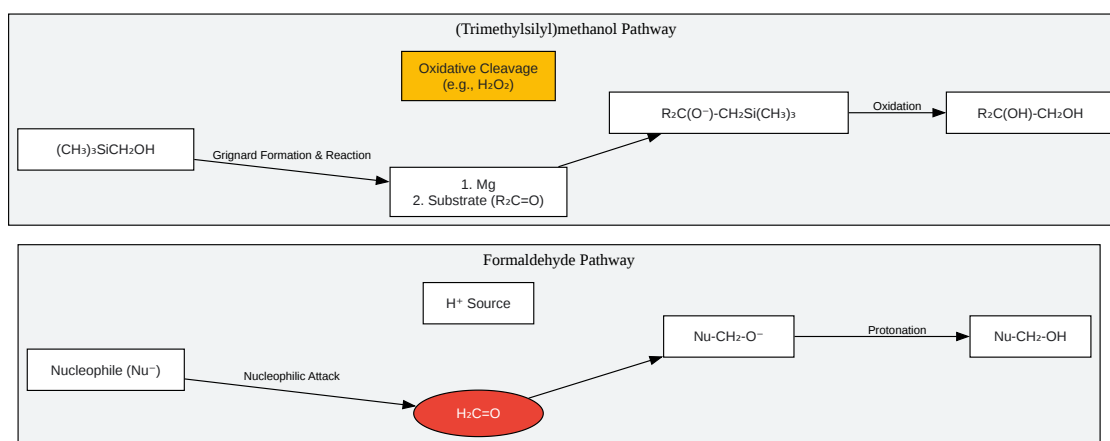 (Trimethylsilyl)methanol Pathway
Oxidative Cleavage
(e.g., H₂O₂)
R₂C(O⁻)-CH₂Si(CH₃)₃
Oxidation
R₂C(OH)-CH₂OH
(CH₃)₃SiCH₂OH
Grignard Formation & Reaction
1. Mg
2. Substrate (R₂C=O)
Formaldehyde Pathway
H⁺ Source
Nu-CH₂-O⁻
Protonation
Nu-CH₂-OH
Nucleophile (Nu⁻)
Nucleophilic Attack
H₂C=O